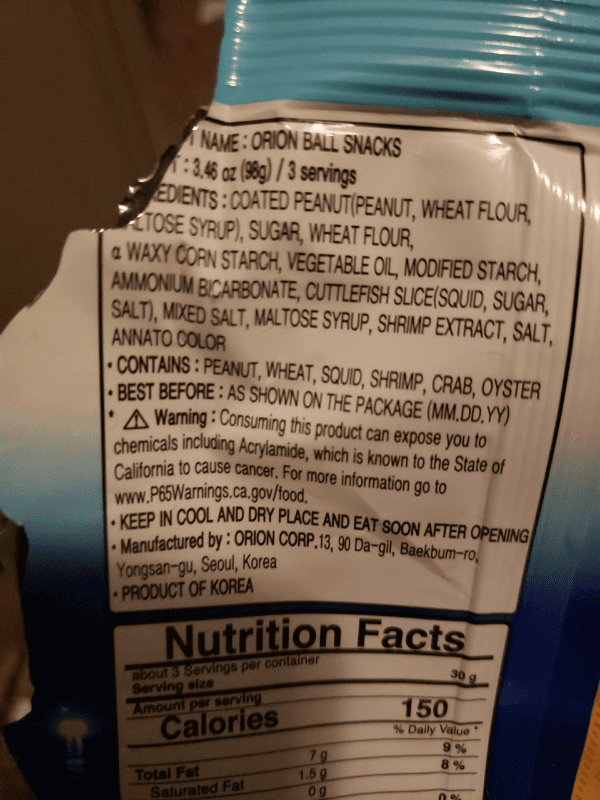 NAME : ORION BALL SNACKS
: 3.46 oz (98g) / 3 servings
EDIENTS : COATED PEANUT(PEANUT, WHEAT FLOUR,
LTOSE SYRUP), SUGAR, WHEAT FLOUR,
α WAXY CORN STARCH, VEGETABLE OIL, MODIFIED STARCH,
AMMONIUM BICARBONATE, CUTTLEFISH SLICE(SQUID, SUGAR,
SALT), MIXED SALT, MALTOSE SYRUP, SHRIMP EXTRACT, SALT,
ANNATO COLOR
• CONTAINS : PEANUT, WHEAT, SQUID, SHRIMP, CRAB, OYSTER
• BEST BEFORE : AS SHOWN ON THE PACKAGE (MM.DD.YY)
* ⚠ Warning : Consuming this product can expose you to
chemicals including Acrylamide, which is known to the State of
California to cause cancer. For more information go to
www.P65Warnings.ca.gov/food.
• KEEP IN COOL AND DRY PLACE AND EAT SOON AFTER OPENING
• Manufactured by : ORION CORP.13, 90 Da-gil, Baekbum-ro,
Yongsan-gu, Seoul, Korea
• PRODUCT OF KOREA
Nutrition Facts
about 3 Servings per container
Serving size 30 g
Amount per serving
Calories 150
% Daily Value *
Total Fat 7 g 9 %
Saturated Fat 1.5 g 8 %
0 g
0 %